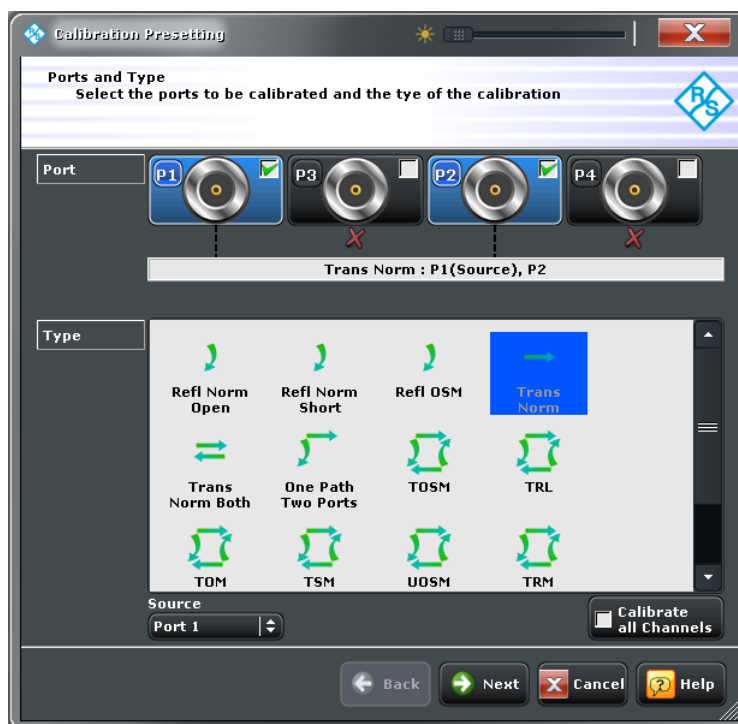 Calibration Presetting
Ports and Type
Select the ports to be calibrated and the tye of the calibration
R&S
Port
P1
P3
P2
P4
Trans Norm : P1(Source), P2
Type
Refl Norm
Open
Refl Norm
Short
Refl OSM
Trans
Norm
Trans
Norm Both
One Path
Two Ports
TOSM
TRL
TOM
TSM
UOSM
TRM
Source
Port 1
Calibrate
all Channels
Back
Next
Cancel
Help